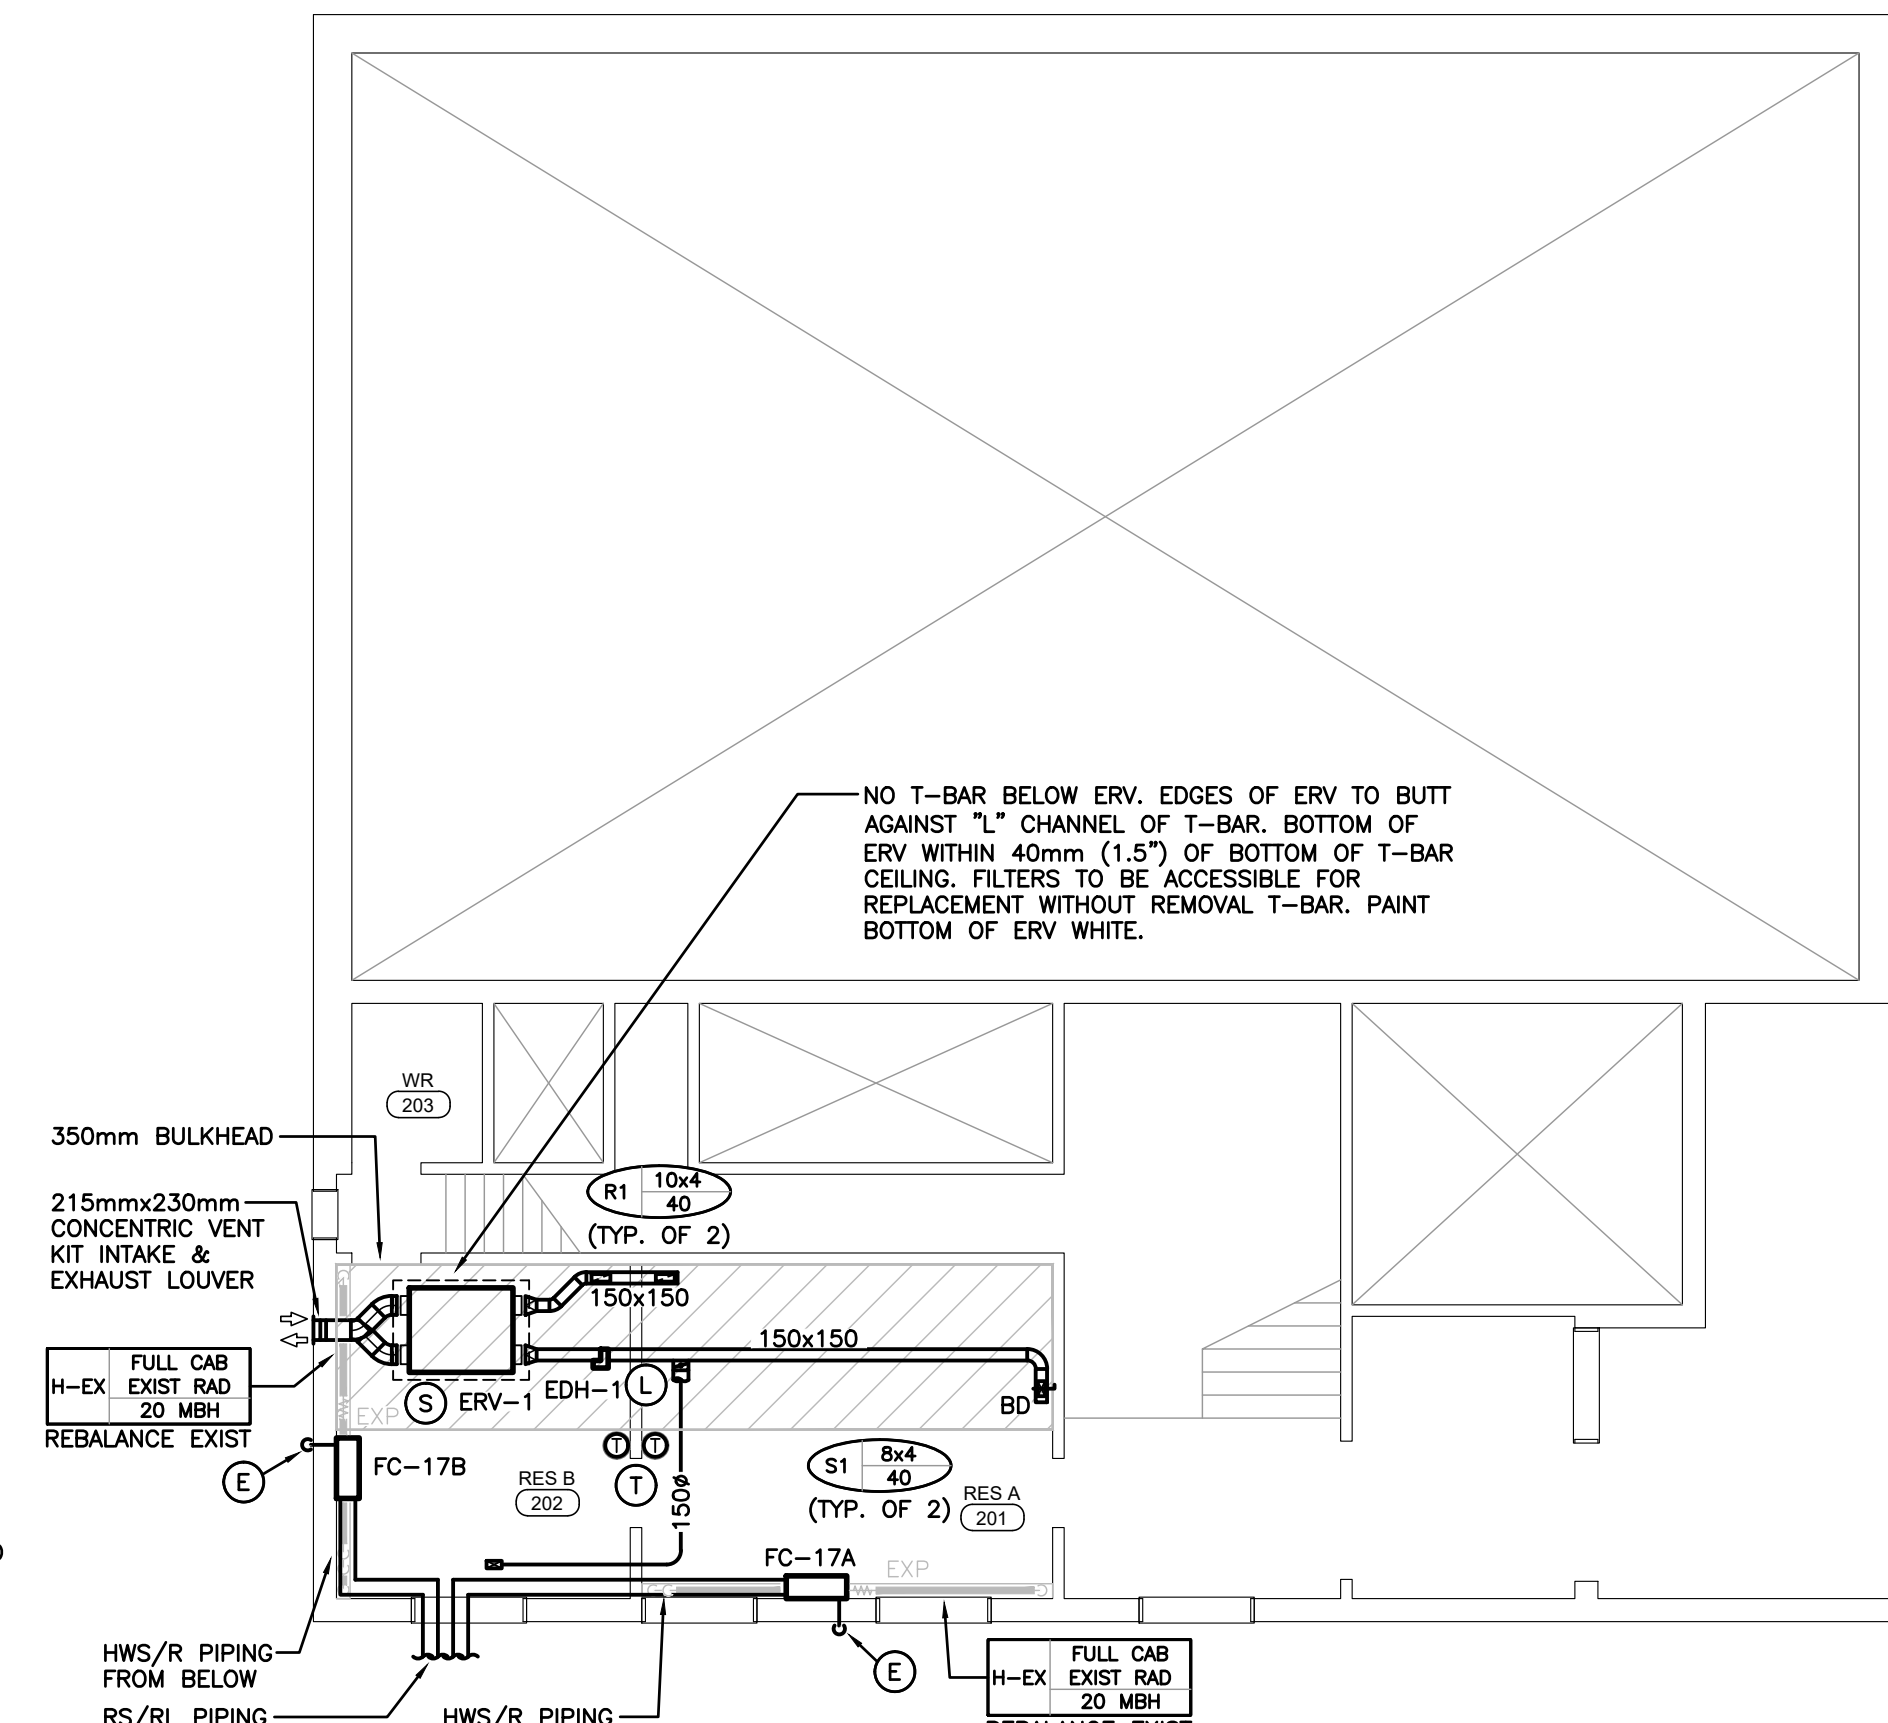 NO T-BAR BELOW ERV. EDGES OF ERV TO BUTT
AGAINST "L" CHANNEL OF T-BAR. BOTTOM OF
ERV WITHIN 40mm (1.5") OF BOTTOM OF T-BAR
CEILING. FILTERS TO BE ACCESSIBLE FOR
REPLACEMENT WITHOUT REMOVAL T-BAR. PAINT
BOTTOM OF ERV WHITE.
WR
203
350mm BULKHEAD
215mmx230mm
CONCENTRIC VENT
KIT INTAKE &
EXHAUST LOUVER
R1 10x4
40
(TYP. OF 2)
150x150
150x150
H-EX
FULL CAB
EXIST RAD
20 MBH
REBALANCE EXIST
S
ERV-1
EDH-1
L
BD
EXP
E
FC-17B
T
T
T
RES B
202
150ø
S1 8x4
40
(TYP. OF 2)
RES A
201
FC-17A
EXP
HWS/R PIPING
FROM BELOW
RS/RL PIPING
HWS/R PIPING
E
H-EX
FULL CAB
EXIST RAD
20 MBH
REBALANCE EXIST